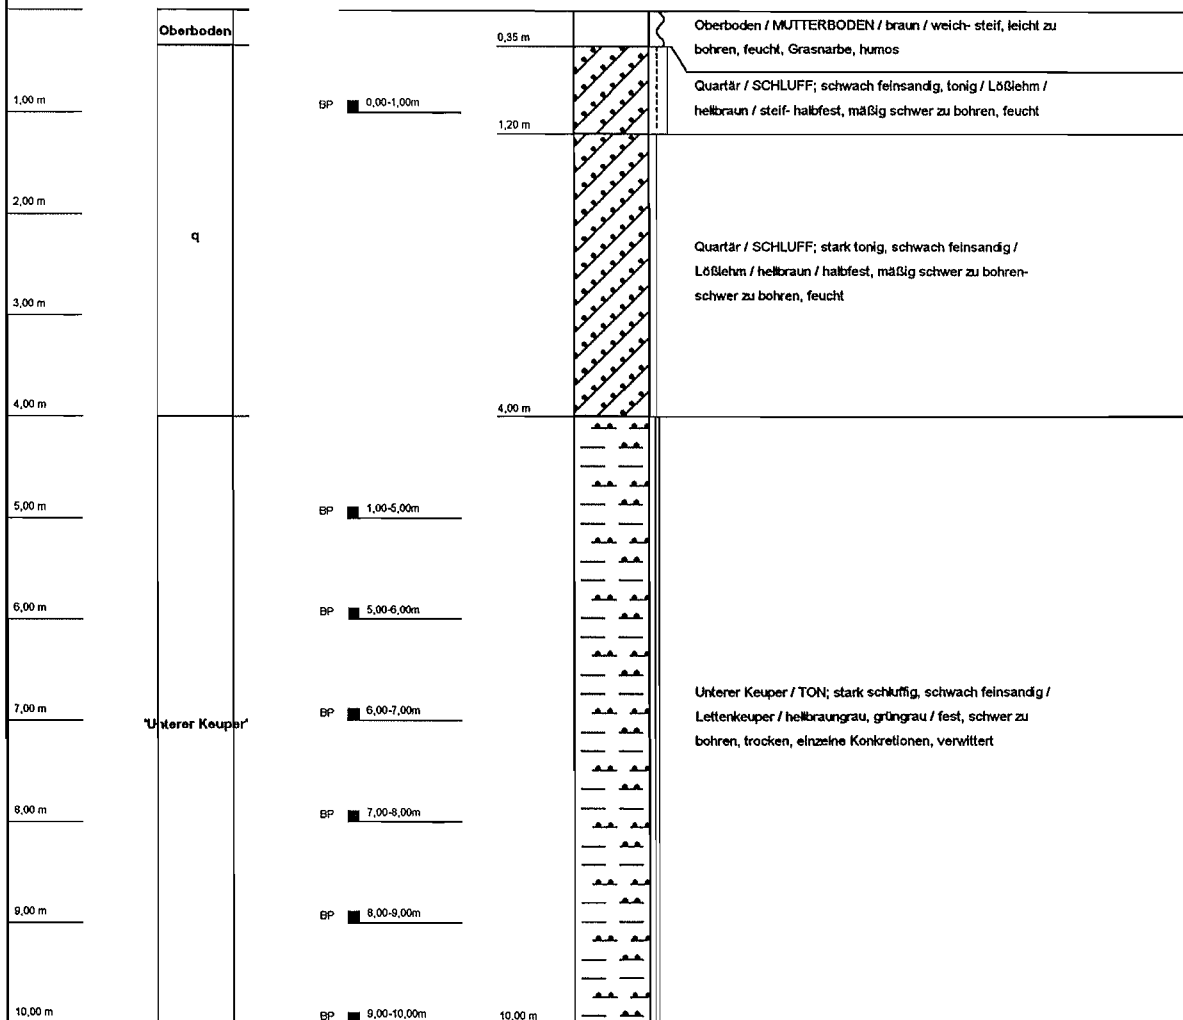 Oberboden
0,35 m
Oberboden / MUTTERBODEN / braun / weich- steif, leicht zu
bohren, feucht, Grasnarbe, humos
1,00 m
BP 0,00-1,00m
Quartär / SCHLUFF; schwach feinsandig, tonig / Lößlehm /
hellbraun / steif- halbfest, mäßig schwer zu bohren, feucht
1,20 m
2,00 m
q
Quartär / SCHLUFF; stark tonig, schwach feinsandig /
Lößlehm / hellbraun / halbfest, mäßig schwer zu bohren-
schwer zu bohren, feucht
3,00 m
4,00 m
4,00 m
5,00 m
BP 1,00-5,00m
6,00 m
BP 5,00-6,00m
7,00 m
"Unterer Keuper"
BP 6,00-7,00m
Unterer Keuper / TON; stark schluffig, schwach feinsandig /
Lettenkeuper / hellbraungrau, grüngrau / fest, schwer zu
bohren, trocken, einzelne Konkretionen, verwittert
8,00 m
BP 7,00-8,00m
9,00 m
BP 8,00-9,00m
10,00 m
BP 9,00-10,00m
10,00 m